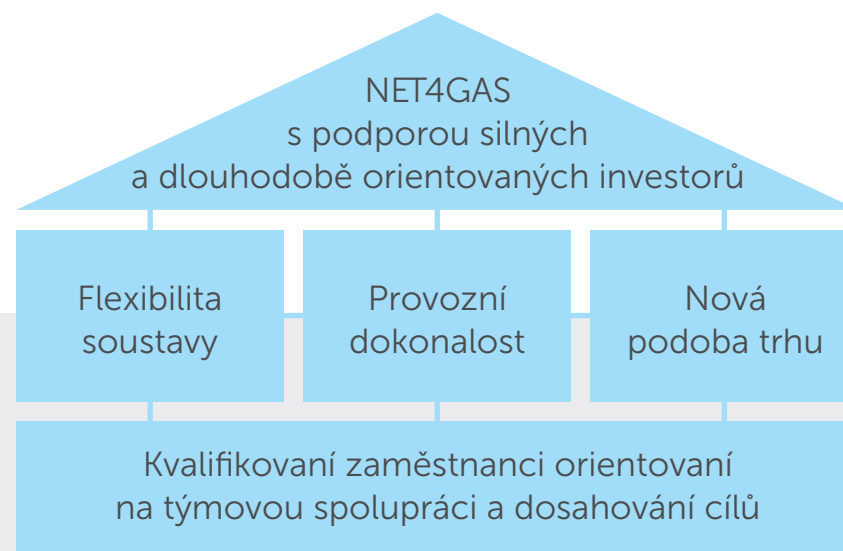 NET4GAS
s podporou silných
a dlouhodobě orientovaných investorů
Flexibilita
soustavy
Provozní
dokonalost
Nová
podoba trhu
Kvalifikovaní zaměstnanci orientovaní
na týmovou spolupráci a dosahování cílů